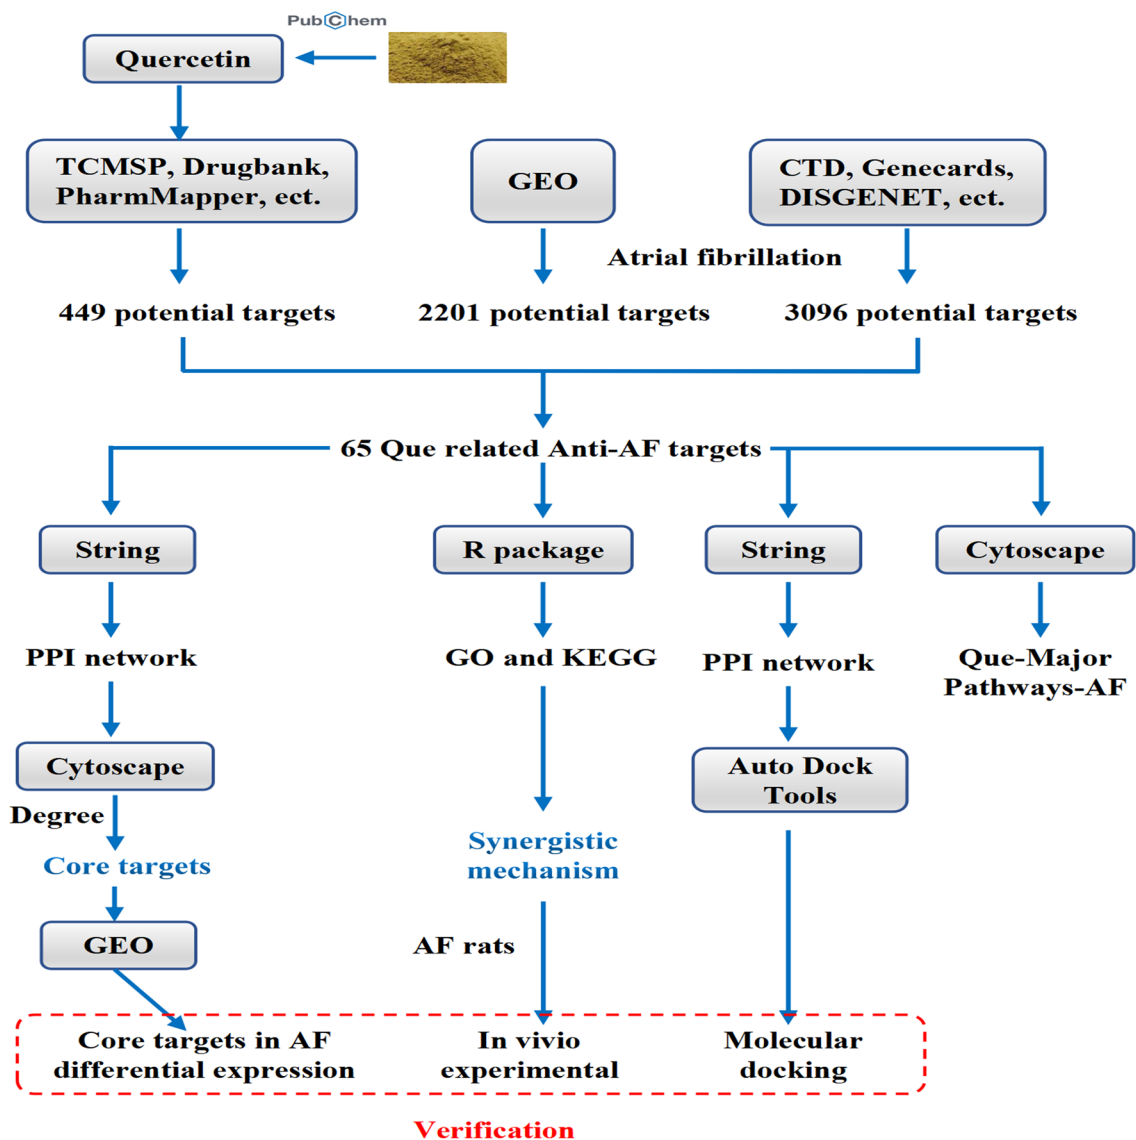 PubChem
Quercetin
TCMSP, Drugbank,
PharmMapper, ect.
GEO
CTD, Genecards,
DISGENET, ect.
Atrial fibrillation
449 potential targets
2201 potential targets
3096 potential targets
65 Que related Anti-AF targets
String
R package
String
Cytoscape
PPI network
GO and KEGG
PPI network
Que-Major
Pathways-AF
Cytoscape
Auto Dock
Tools
Degree
Core targets
Synergistic
mechanism
GEO
AF rats
Core targets in AF
differential expression
In vivio
experimental
Molecular
docking
Verification